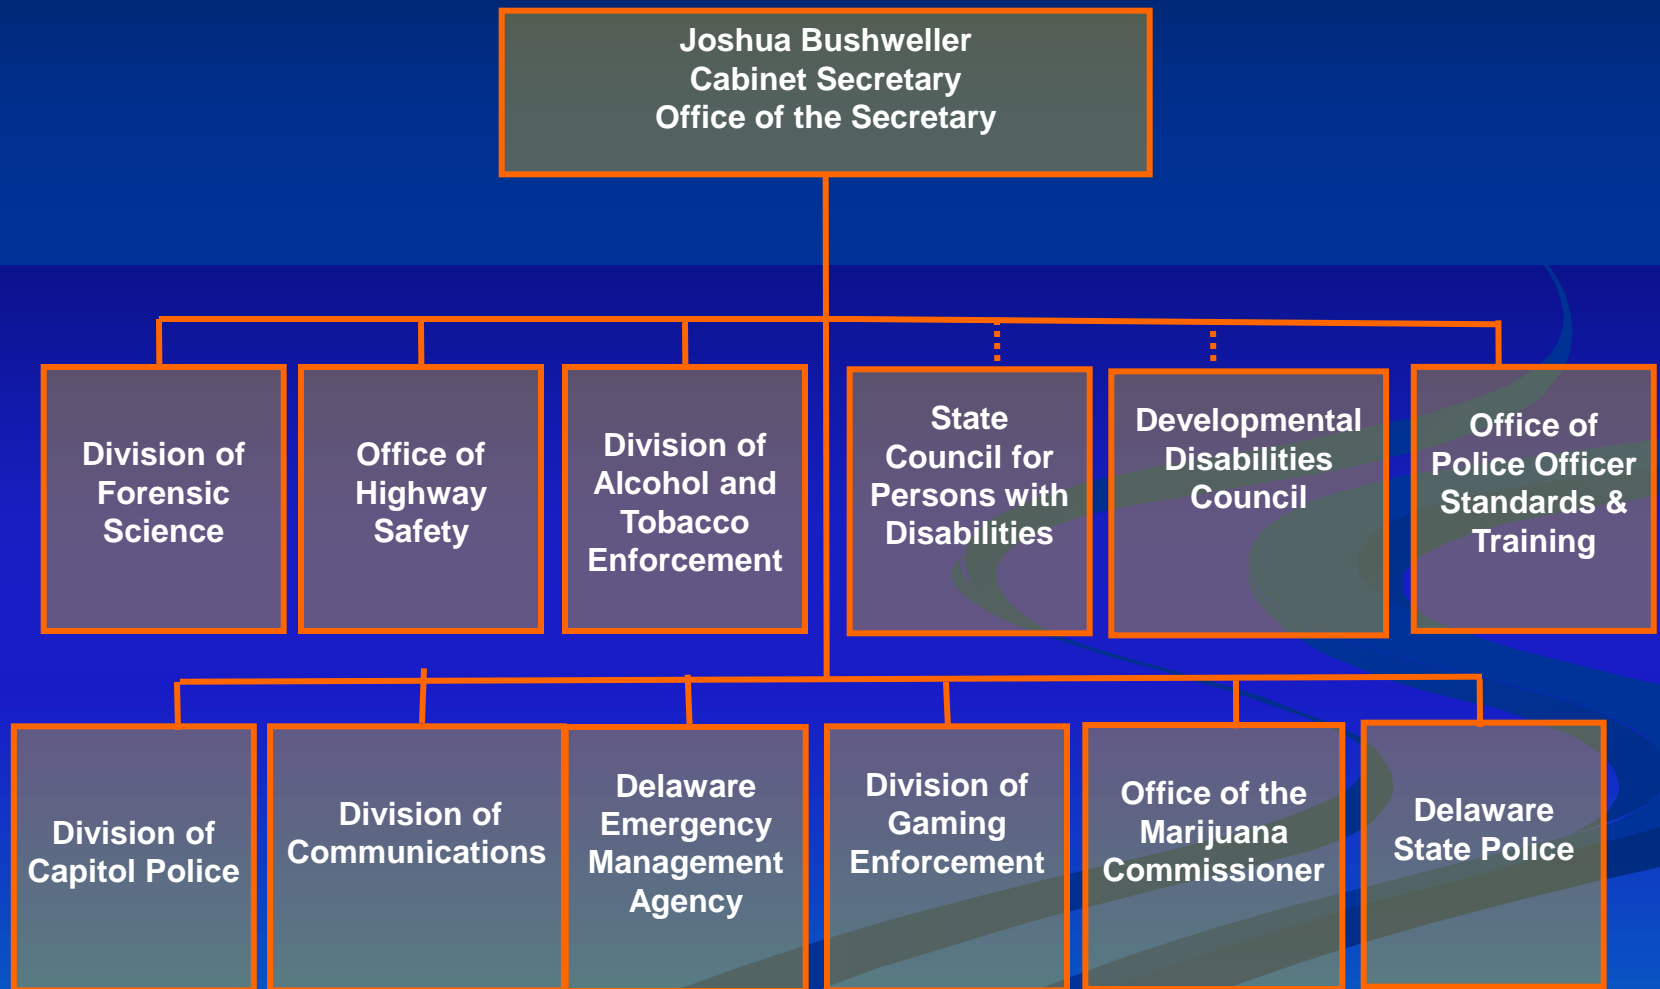 Joshua Bushweller
Cabinet Secretary
Office of the Secretary
Division of
Forensic
Science
Office of
Highway
Safety
Division of
Alcohol and
Tobacco
Enforcement
State
Council for
Persons with
Disabilities
Developmental
Disabilities
Council
Office of
Police Officer
Standards &
Training
Division of
Capitol Police
Division of
Communications
Delaware
Emergency
Management
Agency
Division of
Gaming
Enforcement
Office of the
Marijuana
Commissioner
Delaware
State Police